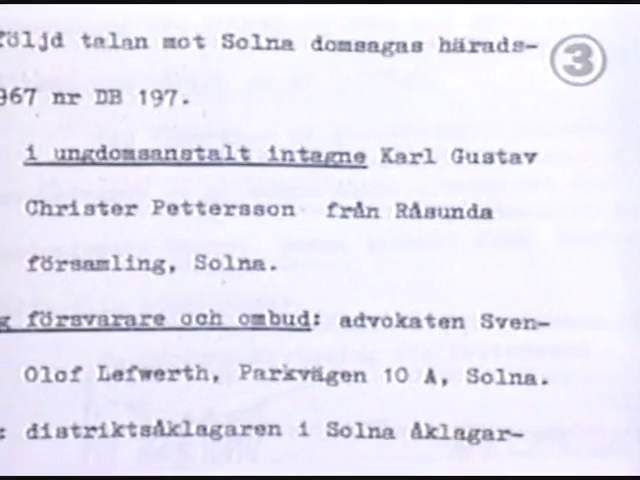 följd talan mot Solna domsagas härads-
3
967 nr DB 197.
i ungdomsanstalt intagne Karl Gustav
Christer Pettersson från Råsunda
församling, Solna.
g försvarare och ombud: advokaten Sven-
Olof Lefwerth, Parkvägen 10 A, Solna.
: distriktsåklagaren i Solna åklagar-